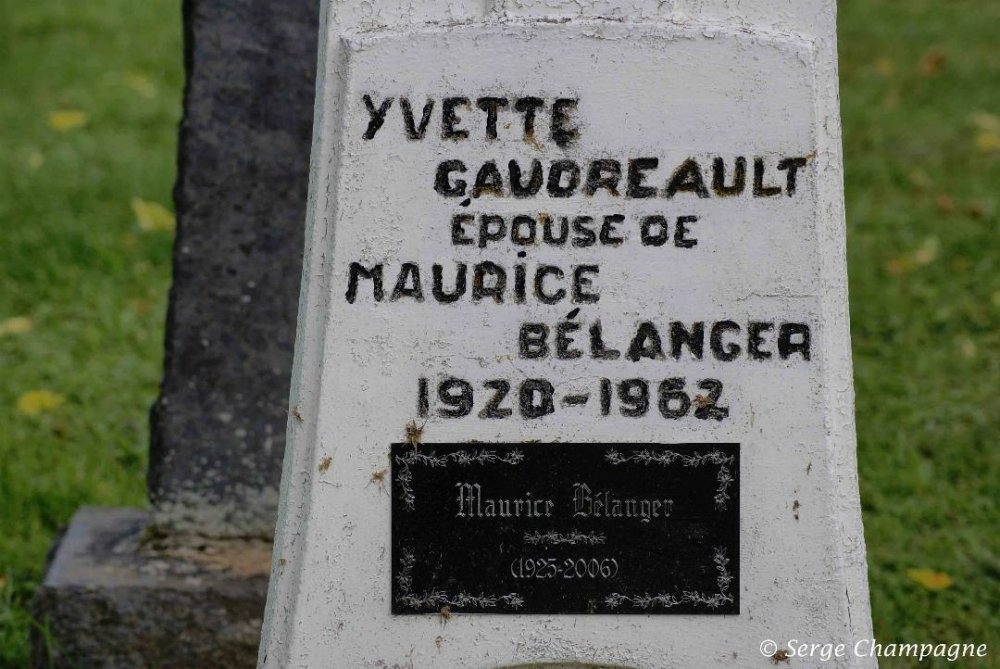 YVETTE
GAUDREAULT
ÉPOUSE DE
MAURICE
BÉLANGER
1920-1962
Maurice Bélanger
(1925-2006)
© Serge Champagne